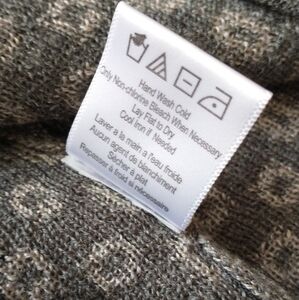 Hand Wash Cold
Only Non-chlorine Bleach When Necessary
Lay Flat to Dry
Cool Iron if Needed
Laver a la main a l'eau froide
Aucun agent de blanchiment
Sécher à plat
Repasser à froid si nécessaire